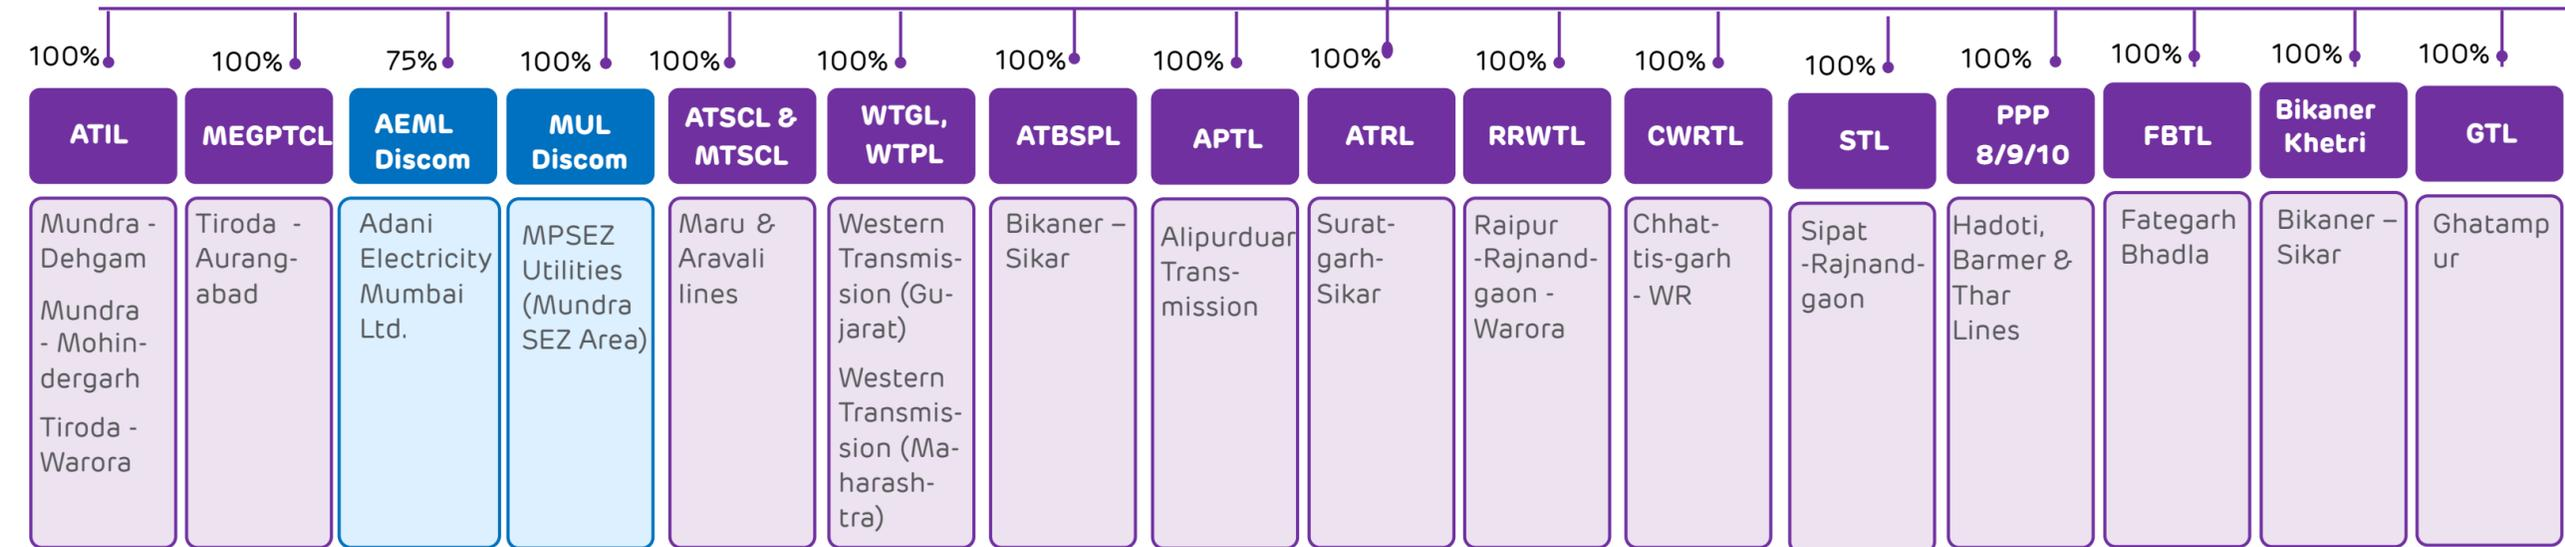 100%
100%
75%
100%
100%
100%
100%
100%
100%
100%
100%
100%
100%
100%
100%
100%
ATIL
MEGPTCL
AEML
Discom
MUL
Discom
ATSCL &
MTSCL
WTGL,
WTPL
ATBSPL
APTL
ATRL
RRWTL
CWRTL
STL
PPP
8/9/10
FBTL
Bikaner
Khetri
GTL
Mundra -
Dehgam
Mundra
- Mohin-
dergarh
Tiroda -
Warora
Tiroda -
Aurang-
abad
Adani
Electricity
Mumbai
Ltd.
MPSEZ
Utilities
(Mundra
SEZ Area)
Maru &
Aravali
lines
Western
Transmis-
sion (Gu-
jarat)
Western
Transmis-
sion (Ma-
harash-
tra)
Bikaner –
Sikar
Alipurduar
Trans-
mission
Surat-
garh-
Sikar
Raipur
-Rajnand-
gaon -
Warora
Chhat-
tis-garh
- WR
Sipat
-Rajnand-
gaon
Hadoti,
Barmer &
Thar
Lines
Fategarh
Bhadla
Bikaner –
Sikar
Ghatamp
ur